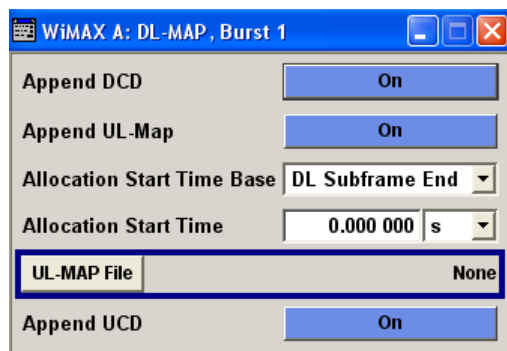 WiMAX A: DL-MAP, Burst 1
Append DCD On
Append UL-Map On
Allocation Start Time Base DL Subframe End
Allocation Start Time 0.000 000 s
UL-MAP File None
Append UCD On